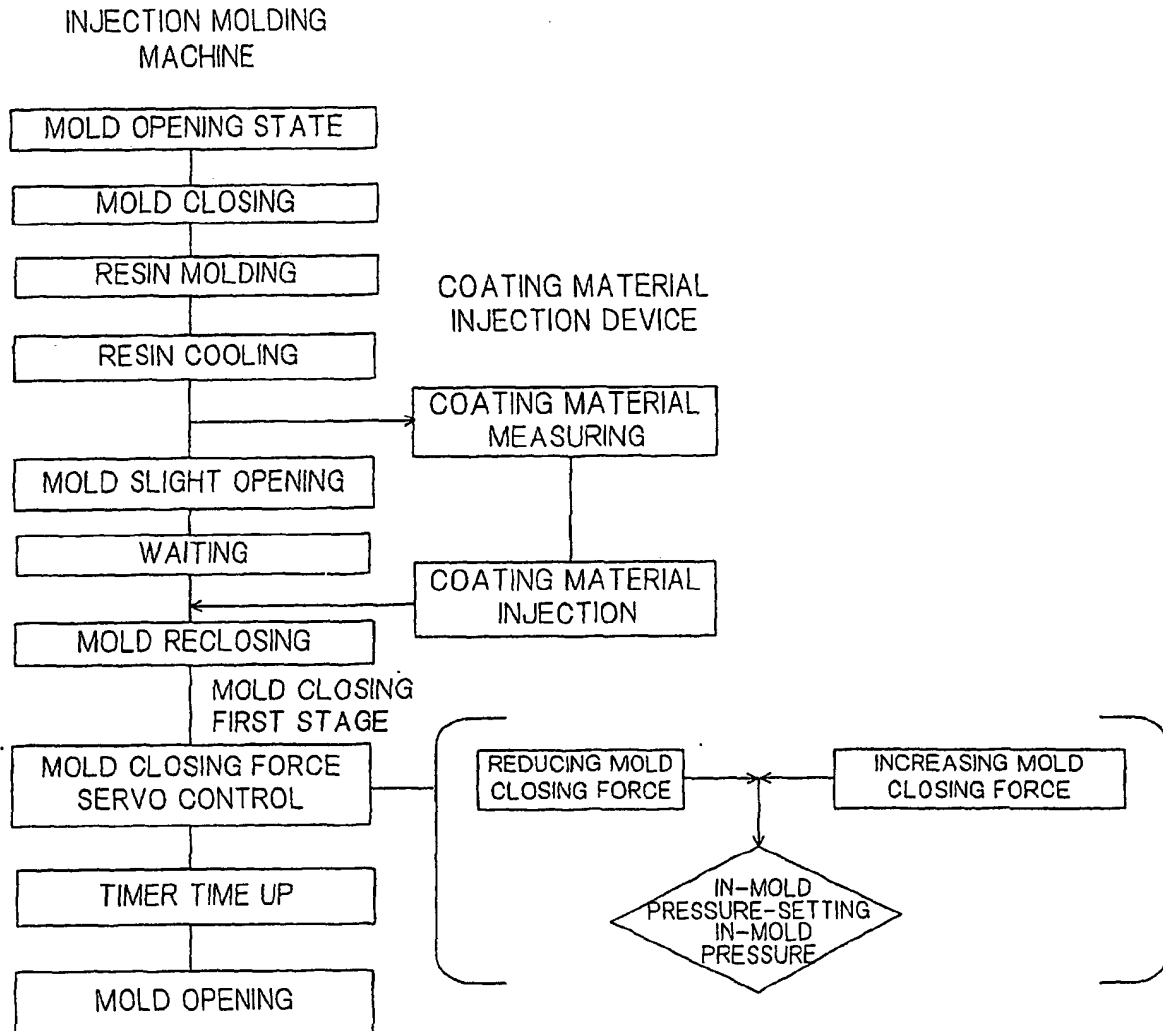 INJECTION MOLDING
MACHINE
MOLD OPENING STATE
MOLD CLOSING
RESIN MOLDING
RESIN COOLING
COATING MATERIAL
INJECTION DEVICE
COATING MATERIAL
MEASURING
MOLD SLIGHT OPENING
WAITING
COATING MATERIAL
INJECTION
MOLD RECLOSING
MOLD CLOSING
FIRST STAGE
MOLD CLOSING FORCE
SERVO CONTROL
REDUCING MOLD
CLOSING FORCE
INCREASING MOLD
CLOSING FORCE
IN-MOLD
PRESSURE-SETTING
IN-MOLD
PRESSURE
TIMER TIME UP
MOLD OPENING